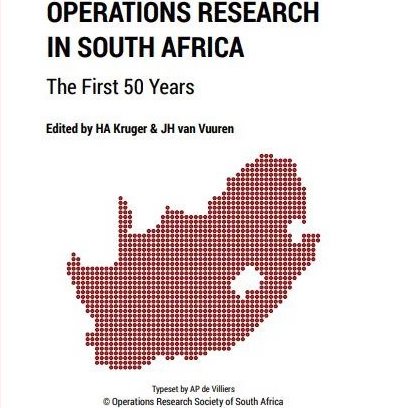 OPERATIONS RESEARCH
IN SOUTH AFRICA
The First 50 Years
Edited by HA Kruger & JH van Vuuren
Typeset by AP de Villiers
© Operations Research Society of South Africa